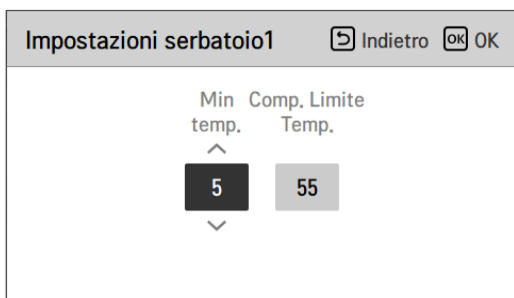 Impostazioni serbatoio1 Indietro OK OK
Min Comp. Limite
temp. Temp.
5 55